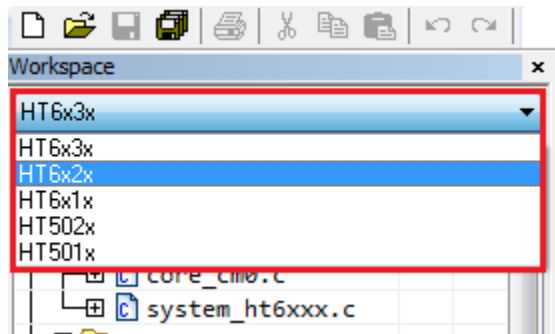 Workspace
HT6x3x
HT6x3x
HT6x2x
HT6x1x
HT502x
HT501x
core_cm0.c
system_ht6xxx.c